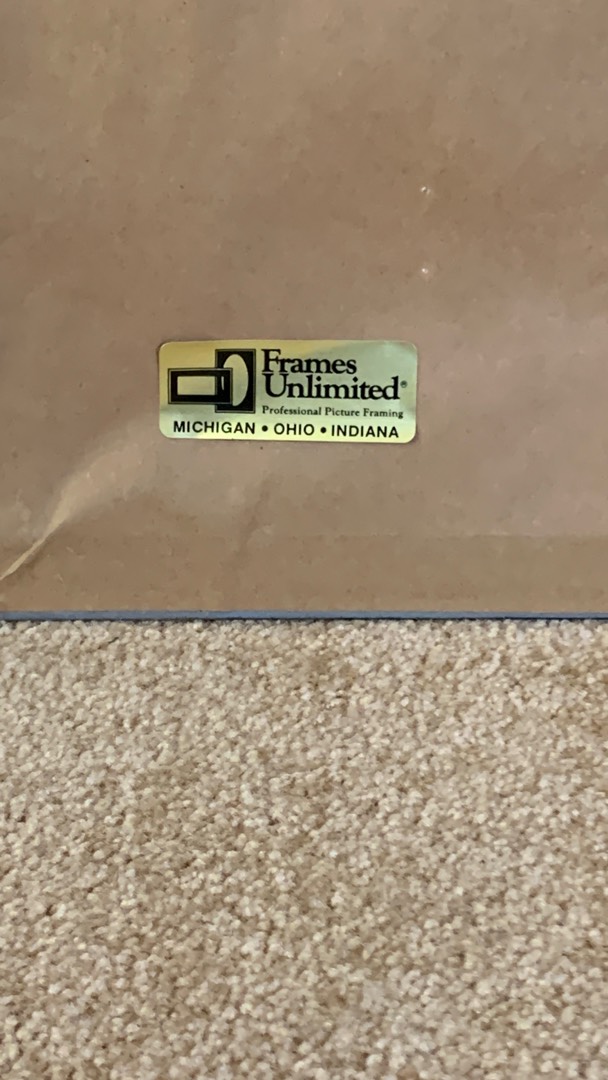 Frames
Unlimited®
Professional Picture Framing
MICHIGAN • OHIO • INDIANA